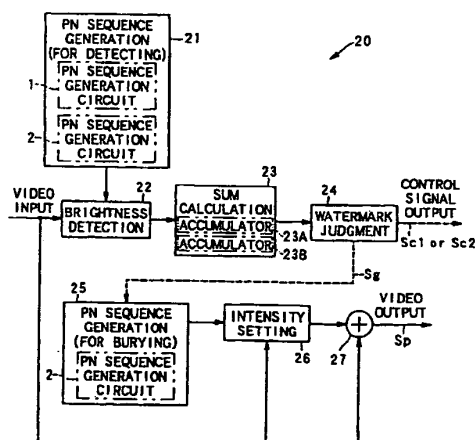 PN SEQUENCE
GENERATION
(FOR DETECTING)
21
20
1
PN SEQUENCE
GENERATION
CIRCUIT
2
PN SEQUENCE
GENERATION
CIRCUIT
VIDEO
INPUT
22
BRIGHTNESS
DETECTION
23
SUM
CALCULATION
ACCUMULATOR
23A
ACCUMULATOR
23B
24
WATERMARK
JUDGMENT
CONTROL
SIGNAL
OUTPUT
Sc1 or Sc2
Sg
25
PN SEQUENCE
GENERATION
(FOR BURYING)
2
PN SEQUENCE
GENERATION
CIRCUIT
INTENSITY
SETTING
26
+
27
VIDEO
OUTPUT
Sp